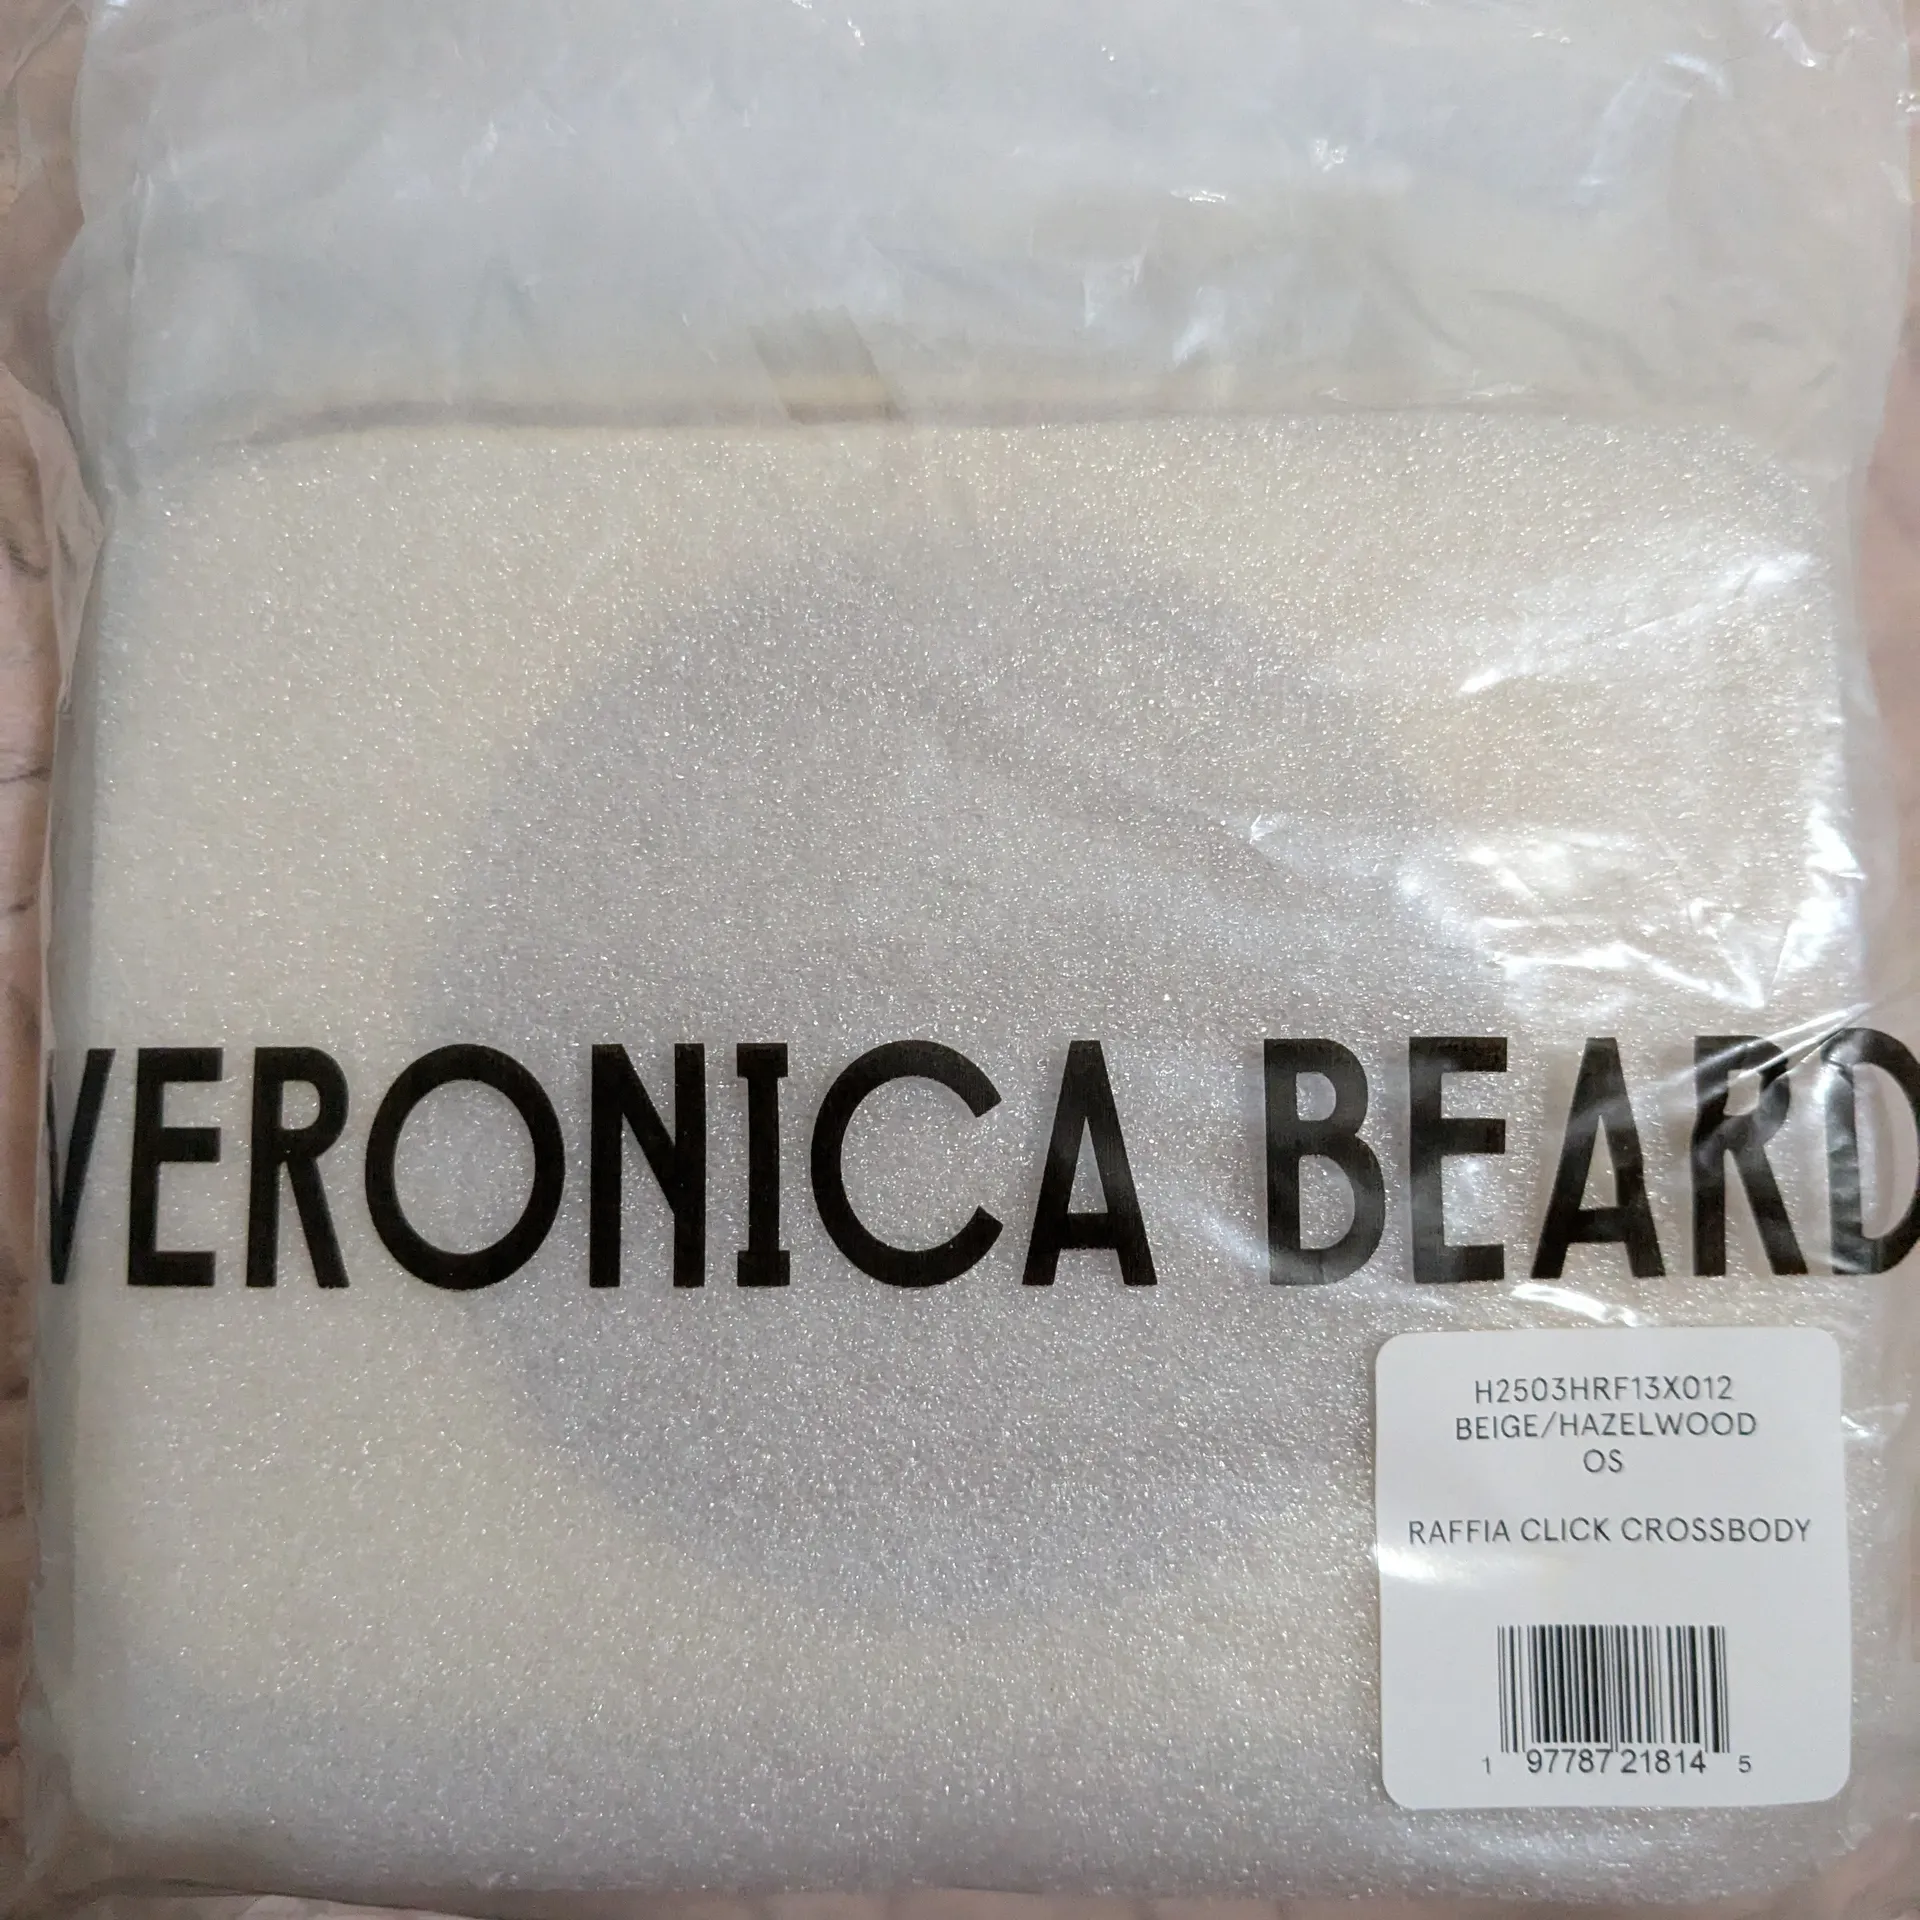 VERONICA BEARD
H2503HRF13X012
BEIGE/HAZELWOOD
OS
RAFFIA CLICK CROSSBODY
1 97787 21814 5